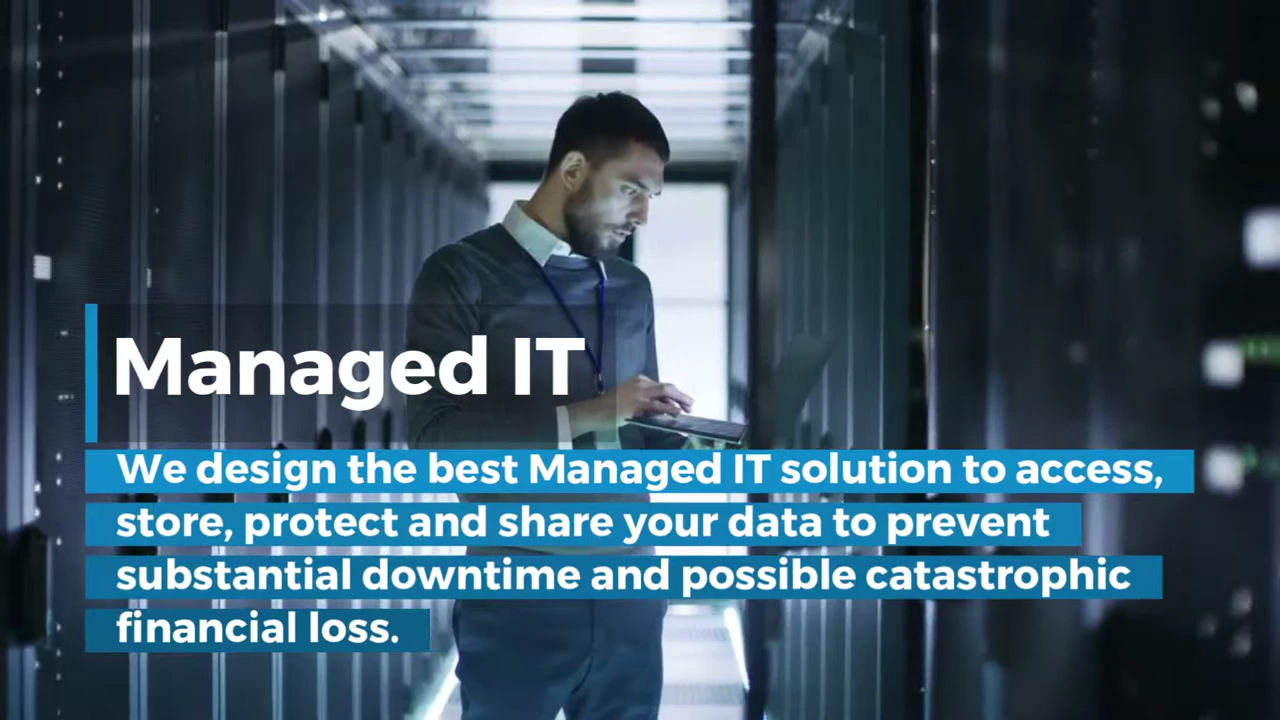 Managed IT
We design the best Managed IT solution to access,
store, protect and share your data to prevent
substantial downtime and possible catastrophic
financial loss.